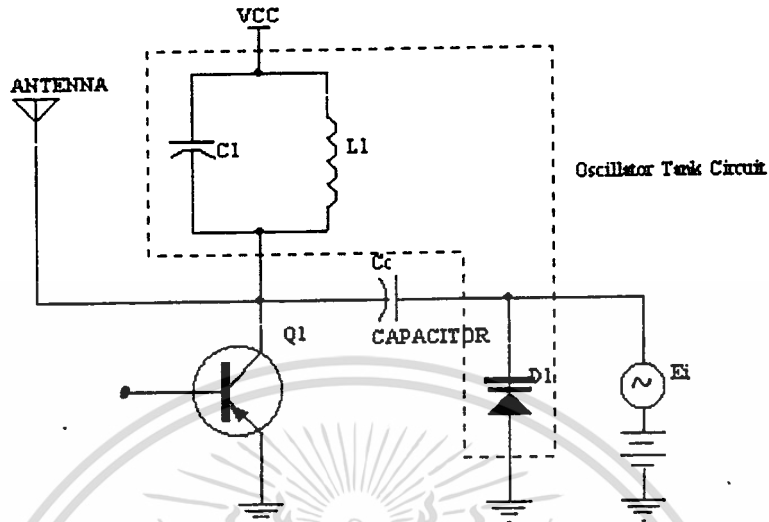 VCC
ANTENNA
C1
L1
Oscillator Tank Circuit
Cc
Q1
CAPACITOR
D1
Ei